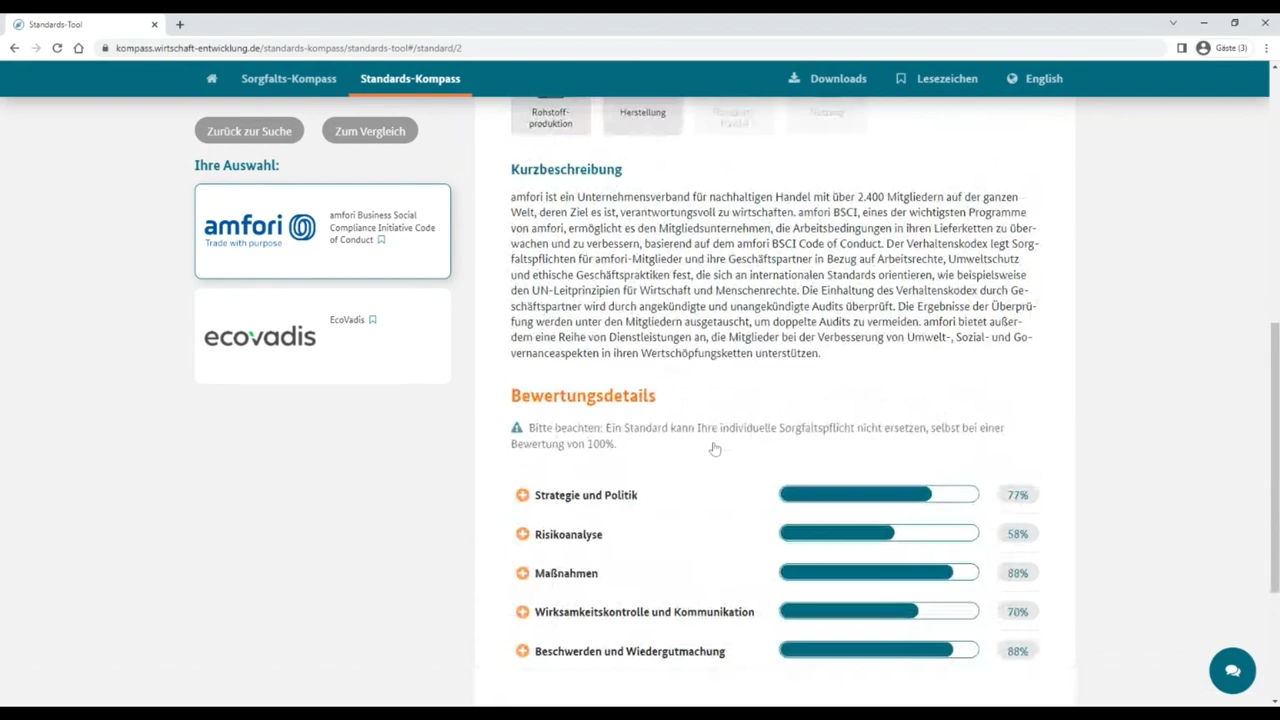 Standards-Tool
kompass.wirtschaft-entwicklung.de/standards-kompass/standards-tool#/standard/2
Gäste (3)
Sorgfalts-Kompass
Standards-Kompass
Downloads
Lesezeichen
English
Zurück zur Suche
Zum Vergleich
Ihre Auswahl:
amfori
Trade with purpose
amfori Business Social
Compliance Initiative Code
of Conduct
ecovadis
EcoVadis
Rohstoff-
produktion
Herstellung
Nutzung
Kurzbeschreibung
amfori ist ein Unternehmensverband für nachhaltigen Handel mit über 2.400 Mitgliedern auf der ganzen
Welt, deren Ziel es ist, verantwortungsvoll zu wirtschaften. amfori BSCI, eines der wichtigsten Programme
von amfori, ermöglicht es den Mitgliedsunternehmen, die Arbeitsbedingungen in ihren Lieferketten zu über-
wachen und zu verbessern, basierend auf dem amfori BSCI Code of Conduct. Der Verhaltenskodex legt Sorg-
faltspflichten für amfori-Mitglieder und ihre Geschäftspartner in Bezug auf Arbeitsrechte, Umweltschutz
und ethische Geschäftspraktiken fest, die sich an internationalen Standards orientieren, wie beispielsweise
den UN-Leitprinzipien für Wirtschaft und Menschenrechte. Die Einhaltung des Verhaltenskodex durch Ge-
schäftspartner wird durch angekündigte und unangekündigte Audits überprüft. Die Ergebnisse der Überprü-
fung werden unter den Mitgliedern ausgetauscht, um doppelte Audits zu vermeiden. amfori bietet außer-
dem eine Reihe von Dienstleistungen an, die Mitglieder bei der Verbesserung von Umwelt-, Sozial- und Go-
vernanceaspekten in ihren Wertschöpfungsketten unterstützen.
Bewertungsdetails
Bitte beachten: Ein Standard kann Ihre individuelle Sorgfaltspflicht nicht ersetzen, selbst bei einer
Bewertung von 100%.
Strategie und Politik
77%
Risikoanalyse
58%
Maßnahmen
88%
Wirksamkeitskontrolle und Kommunikation
70%
Beschwerden und Wiedergutmachung
88%